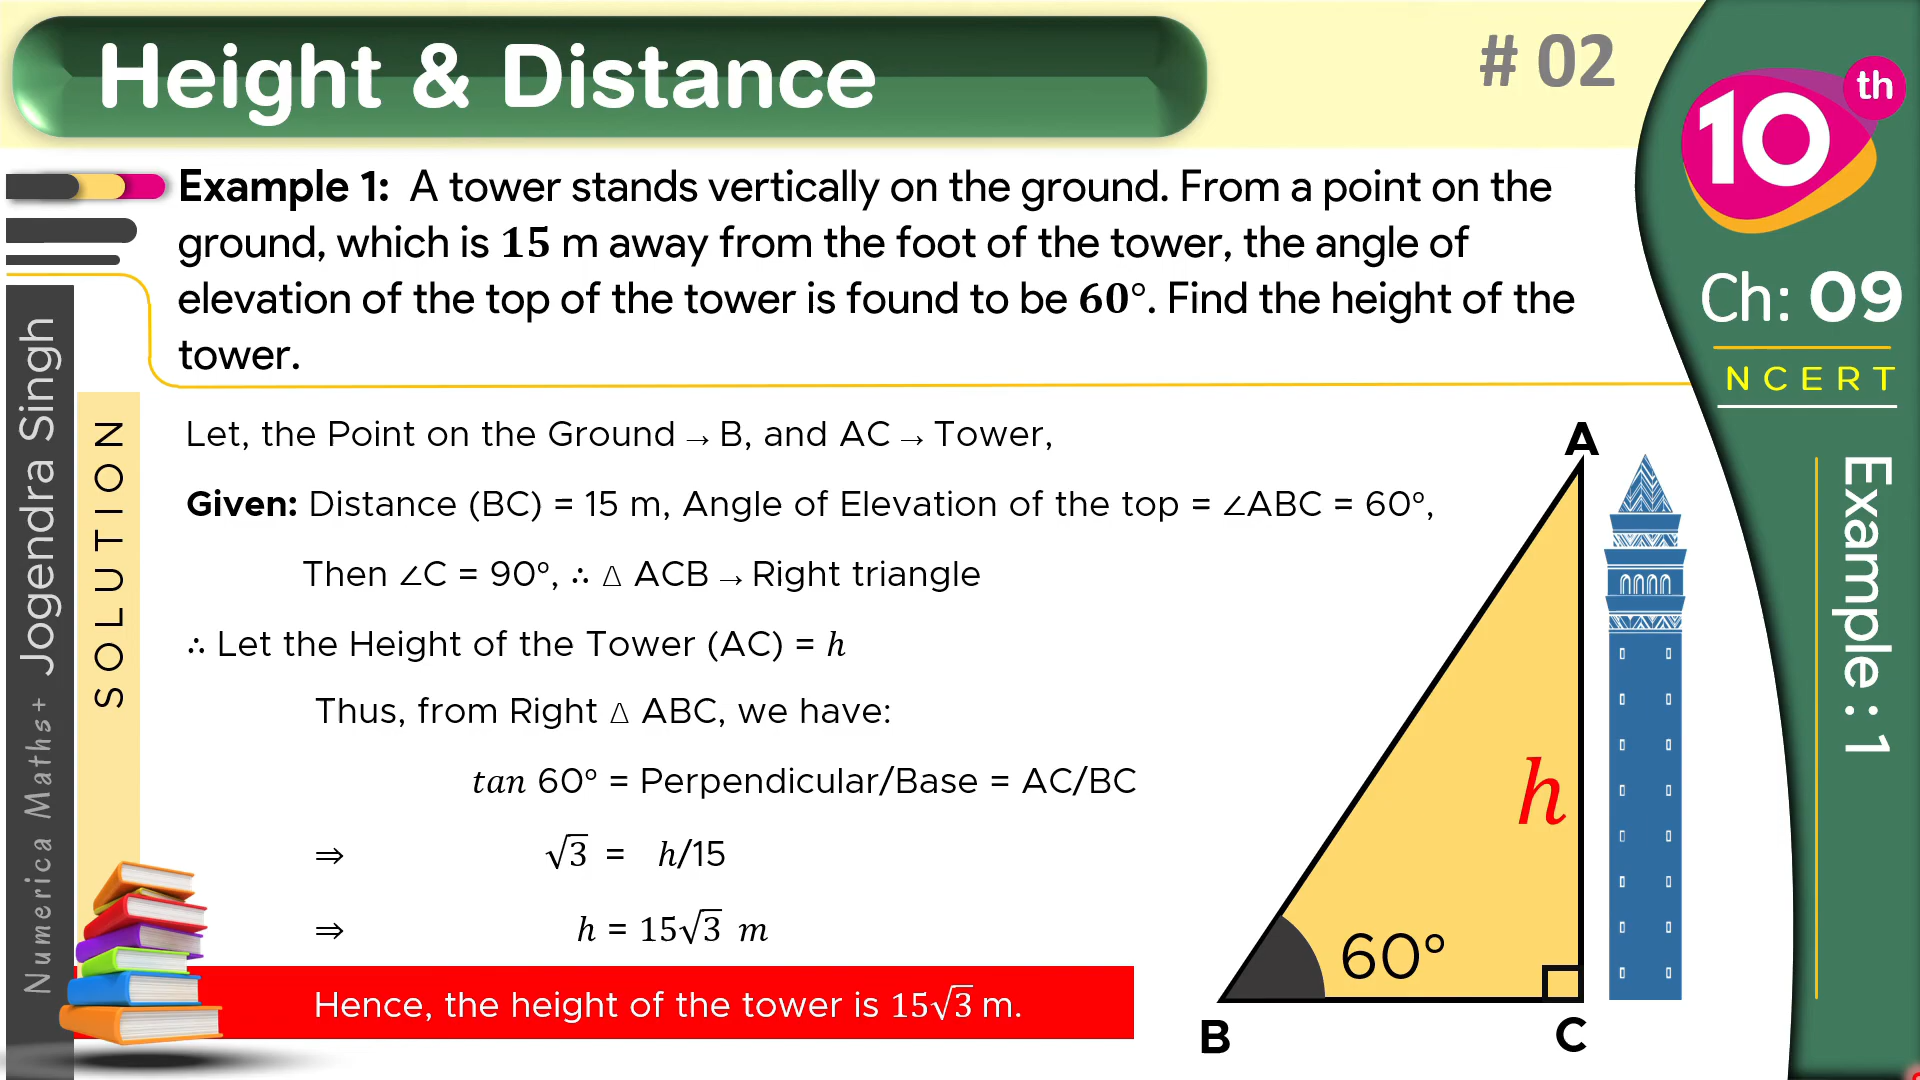 Height & Distance
# 02
10th
Ch: 09
NCERT
Example : 1
Example 1: A tower stands vertically on the ground. From a point on the
ground, which is 15 m away from the foot of the tower, the angle of
elevation of the top of the tower is found to be 60°. Find the height of the
tower.
Numerica Maths+ Jogendra Singh
SOLUTION
Let, the Point on the Ground → B, and AC → Tower,
Given: Distance (BC) = 15 m, Angle of Elevation of the top = ∠ABC = 60°,
Then ∠C = 90°, ∴ △ ACB → Right triangle
∴ Let the Height of the Tower (AC) = h
Thus, from Right △ ABC, we have:
tan 60° = Perpendicular/Base = AC/BC
⇒ √3 = h/15
⇒ h = 15√3 m
Hence, the height of the tower is 15√3 m.
A
h
60°
B
C